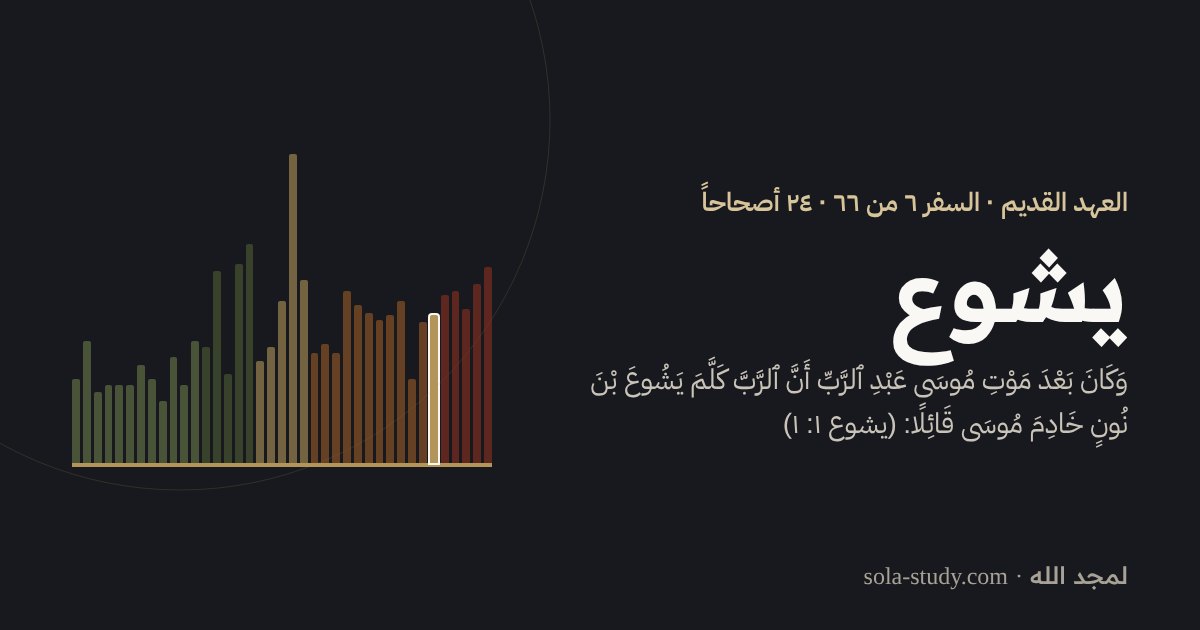 العهد القديم · السفر ٦ من ٦٦ · ٢٤ أصحاحاً
يشوع
وَكَانَ بَعْدَ مَوْتِ مُوسَى عَبْدِ ٱلرَّبِّ أَنَّ ٱلرَّبَّ كَلَّمَ يَشُوعَ بْنَ
نُونٍ خَادِمَ مُوسَى قَائِلًا: (يشوع ١: ١)
لمجد الله · sola-study.com